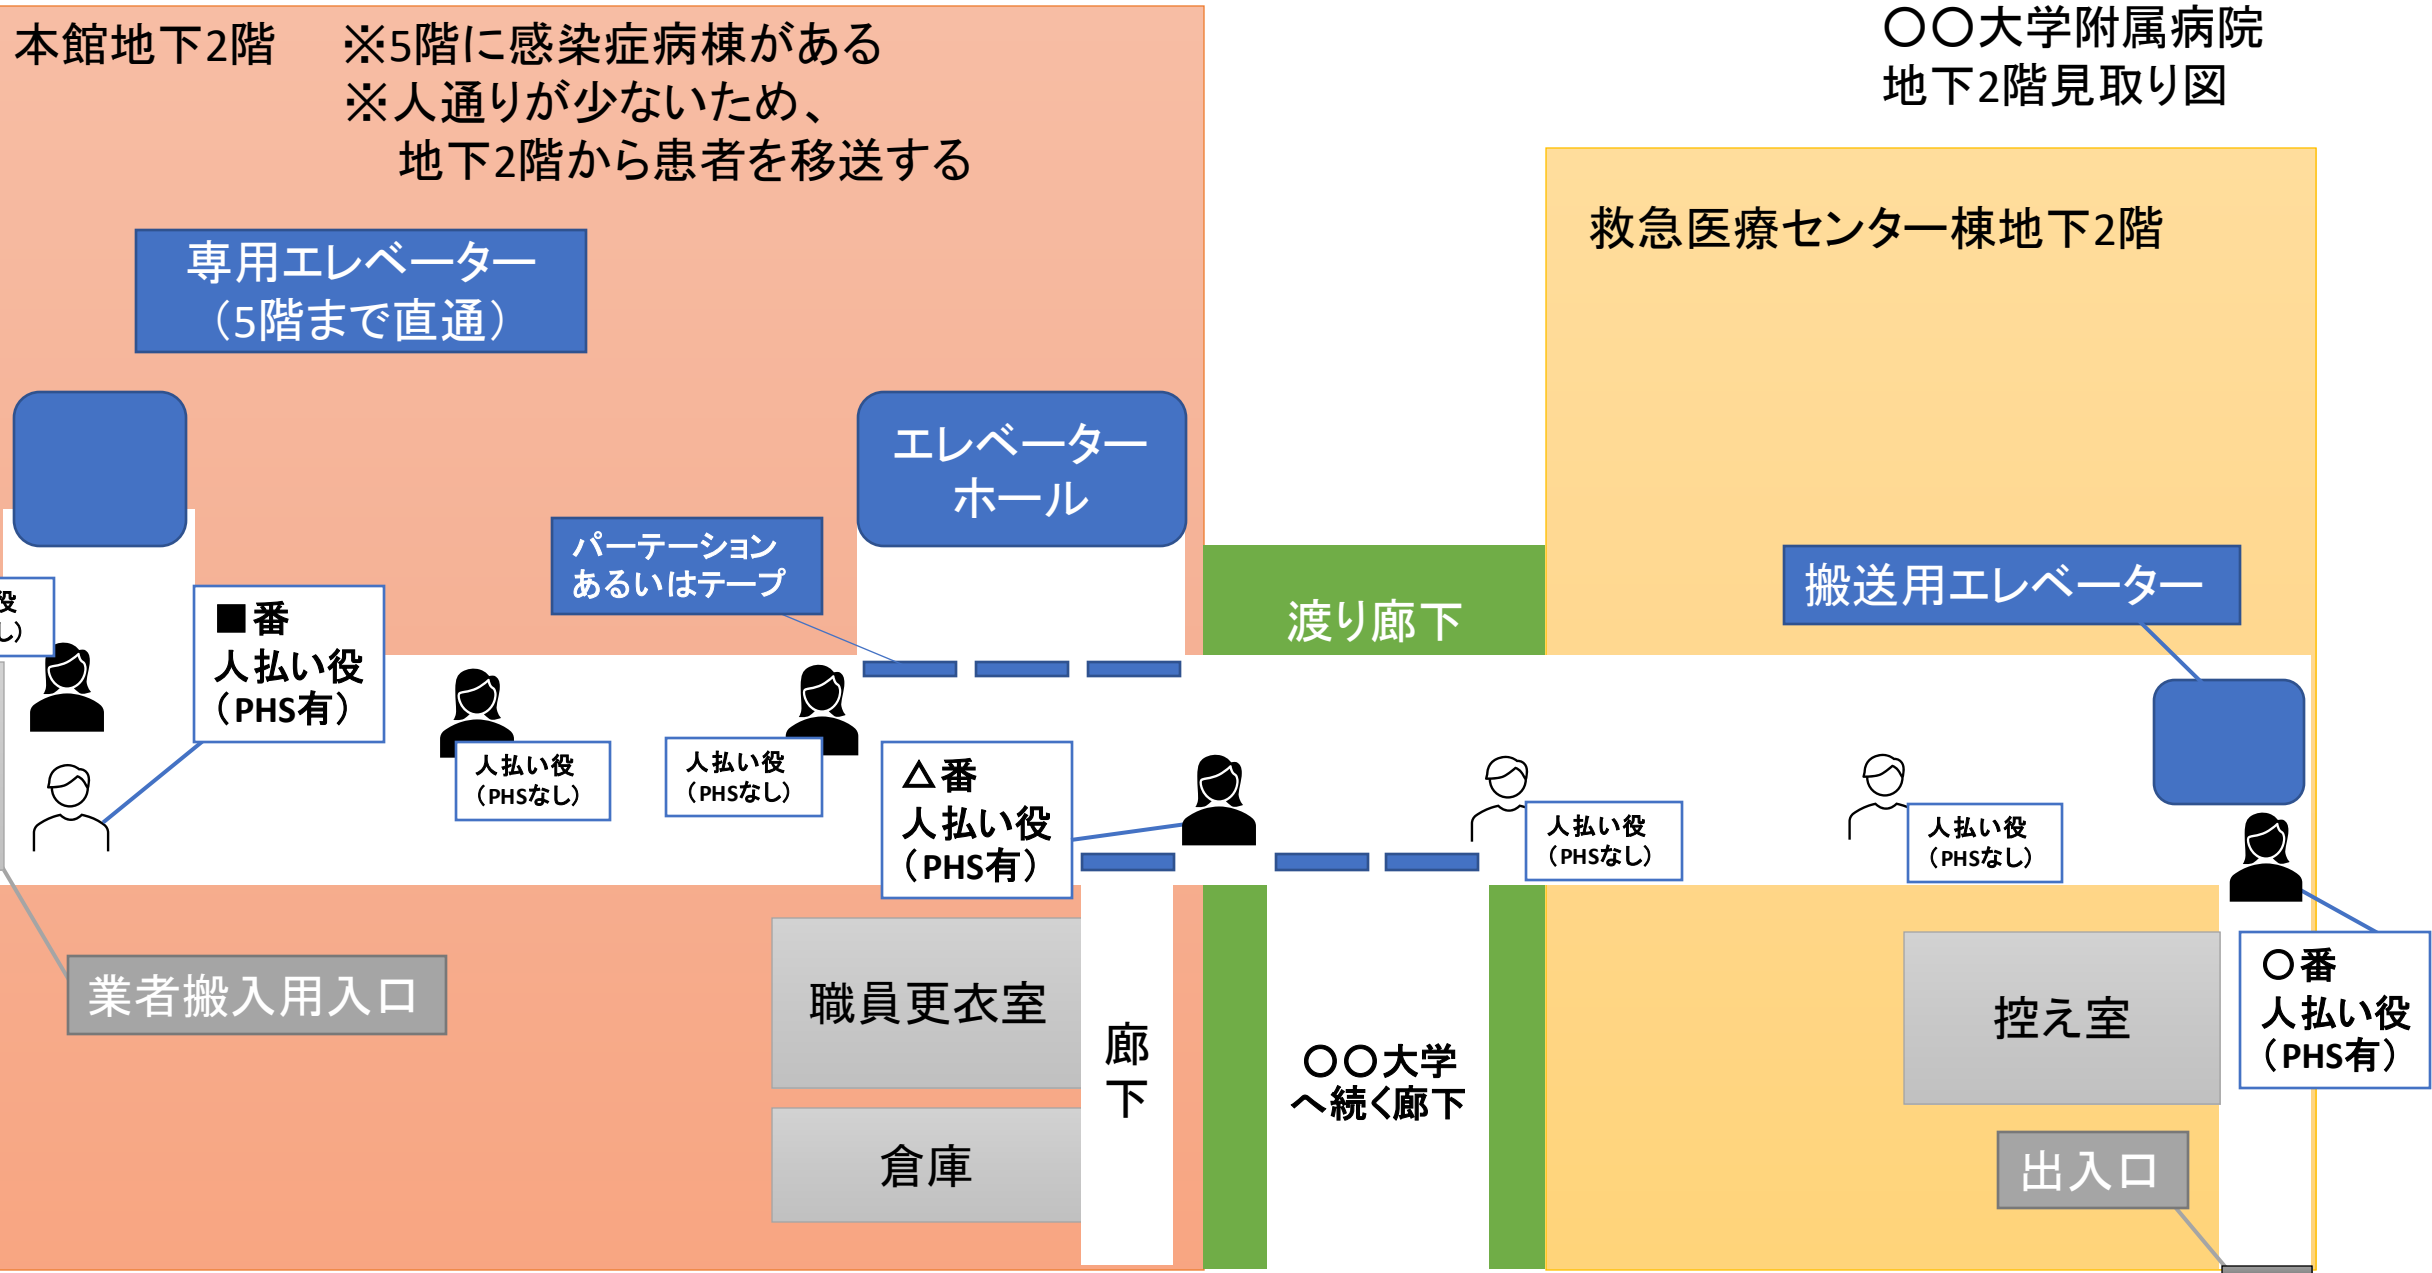 本館地下2階
※5階に感染症病棟がある
※人通りが少ないため、
地下2階から患者を移送する
〇〇大学附属病院
地下2階見取り図
救急医療センター棟地下2階
専用エレベーター
（5階まで直通）
エレベーター
ホール
パーテーション
あるいはテープ
渡り廊下
搬送用エレベーター
役
し）
■番
人払い役
（PHS有）
人払い役
（PHSなし）
人払い役
（PHSなし）
△番
人払い役
（PHS有）
人払い役
（PHSなし）
人払い役
（PHSなし）
〇番
人払い役
（PHS有）
業者搬入用入口
職員更衣室
倉庫
廊
下
〇〇大学
へ続く廊下
控え室
出入口